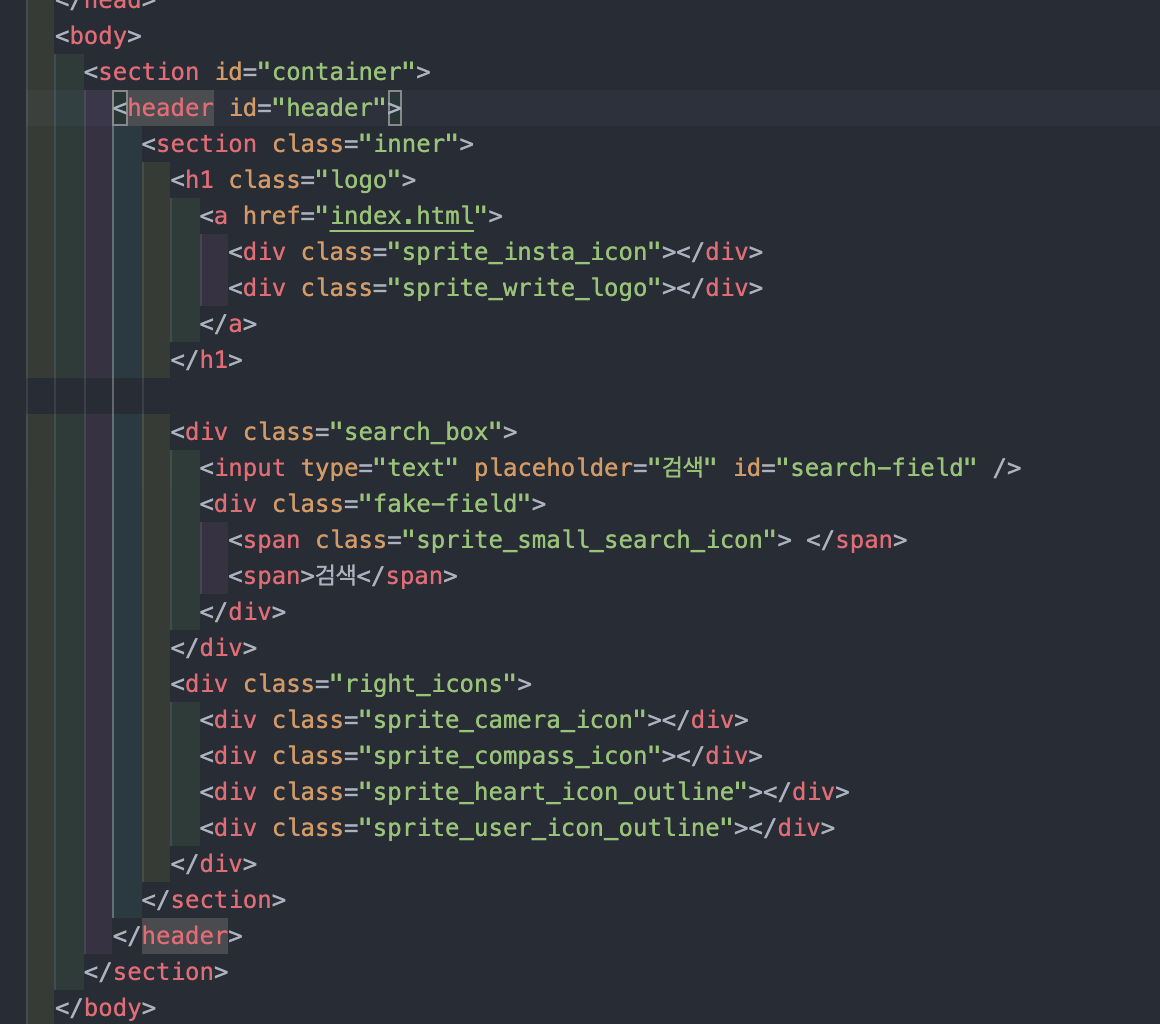 </head>
<body>
<section id="container">
<header id="header">
<section class="inner">
<h1 class="logo">
<a href="index.html">
<div class="sprite_insta_icon"></div>
<div class="sprite_write_logo"></div>
</a>
</h1>
<div class="search_box">
<input type="text" placeholder="검색" id="search-field" />
<div class="fake-field">
<span class="sprite_small_search_icon"> </span>
<span>검색</span>
</div>
</div>
<div class="right_icons">
<div class="sprite_camera_icon"></div>
<div class="sprite_compass_icon"></div>
<div class="sprite_heart_icon_outline"></div>
<div class="sprite_user_icon_outline"></div>
</div>
</section>
</header>
</section>
</body>